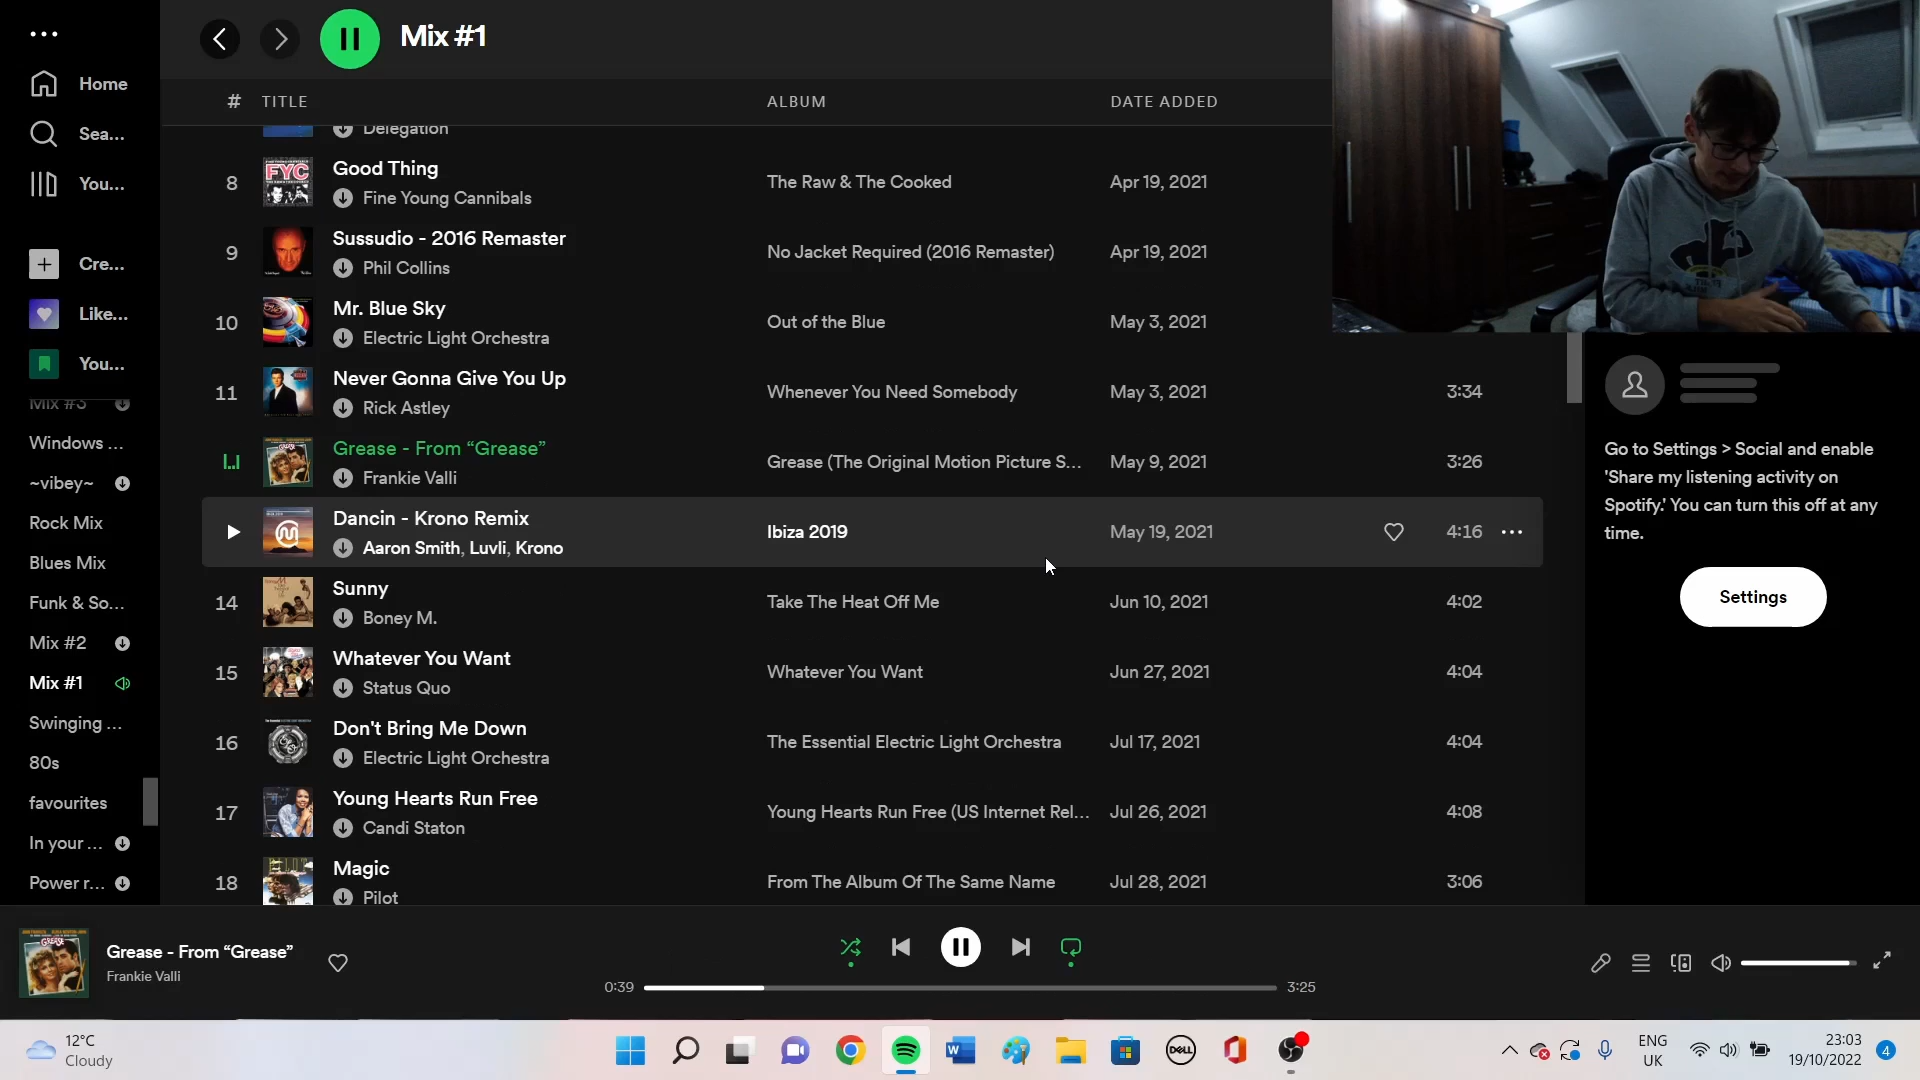 Mix #1
Home
Sea...
You...
Cre...
Like...
You...
Mix #3
Windows ...
~vibey~
Rock Mix
Blues Mix
Funk & So...
Mix #2
Mix #1
Swinging ...
80s
favourites
In your ...
Power r...
# TITLE ALBUM DATE ADDED
Delegation
8 Good Thing The Raw & The Cooked Apr 19, 2021
FYC
Fine Young Cannibals
9 Sussudio - 2016 Remaster No Jacket Required (2016 Remaster) Apr 19, 2021
Phil Collins
10 Mr. Blue Sky Out of the Blue May 3, 2021
Electric Light Orchestra
11 Never Gonna Give You Up Whenever You Need Somebody May 3, 2021 3:34
Rick Astley
Grease - From “Grease” Grease (The Original Motion Picture S... May 9, 2021 3:26
Frankie Valli
Dancin - Krono Remix Ibiza 2019 May 19, 2021 4:16
Aaron Smith, Luvli, Krono
14 Sunny Take The Heat Off Me Jun 10, 2021 4:02
Boney M.
15 Whatever You Want Whatever You Want Jun 27, 2021 4:04
Status Quo
16 Don't Bring Me Down The Essential Electric Light Orchestra Jul 17, 2021 4:04
Electric Light Orchestra
17 Young Hearts Run Free Young Hearts Run Free (US Internet Rel... Jul 26, 2021 4:08
Candi Staton
18 Magic From The Album Of The Same Name Jul 28, 2021 3:06
Pilot
Go to Settings > Social and enable
'Share my listening activity on
Spotify.' You can turn this off at any
time.
Settings
GREASE
Grease - From “Grease”
Frankie Valli
0:39 3:25
12°C
Cloudy
W
DELL
ENG
UK
23:03
19/10/2022
4